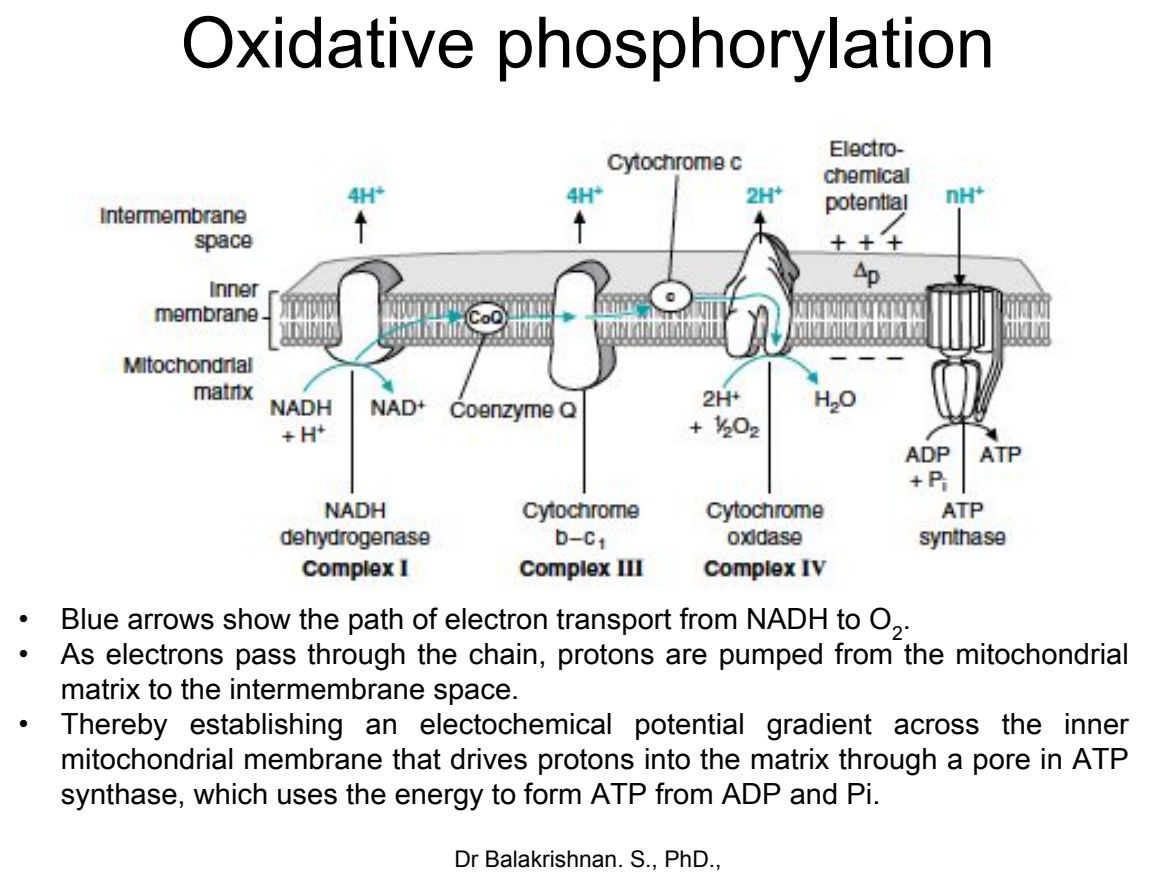 Oxidative phosphorylation
Cytochrome c
Electro-
chemical
potential
4H⁺
4H⁺
2H⁺
nH⁺
Intermembrane
space
+ + +
Δp
Inner
membrane
CoQ
c
Mitochondrial
matrix
– – –
NADH
+ H⁺
NAD⁺
Coenzyme Q
2H⁺
+ ½O₂
H₂O
ADP
+ Pᵢ
ATP
NADH
dehydrogenase
Complex I
Cytochrome
b–c₁
Complex III
Cytochrome
oxidase
Complex IV
ATP
synthase
• Blue arrows show the path of electron transport from NADH to O₂.
• As electrons pass through the chain, protons are pumped from the mitochondrial
matrix to the intermembrane space.
• Thereby establishing an electochemical potential gradient across the inner
mitochondrial membrane that drives protons into the matrix through a pore in ATP
synthase, which uses the energy to form ATP from ADP and Pi.
Dr Balakrishnan. S., PhD.,